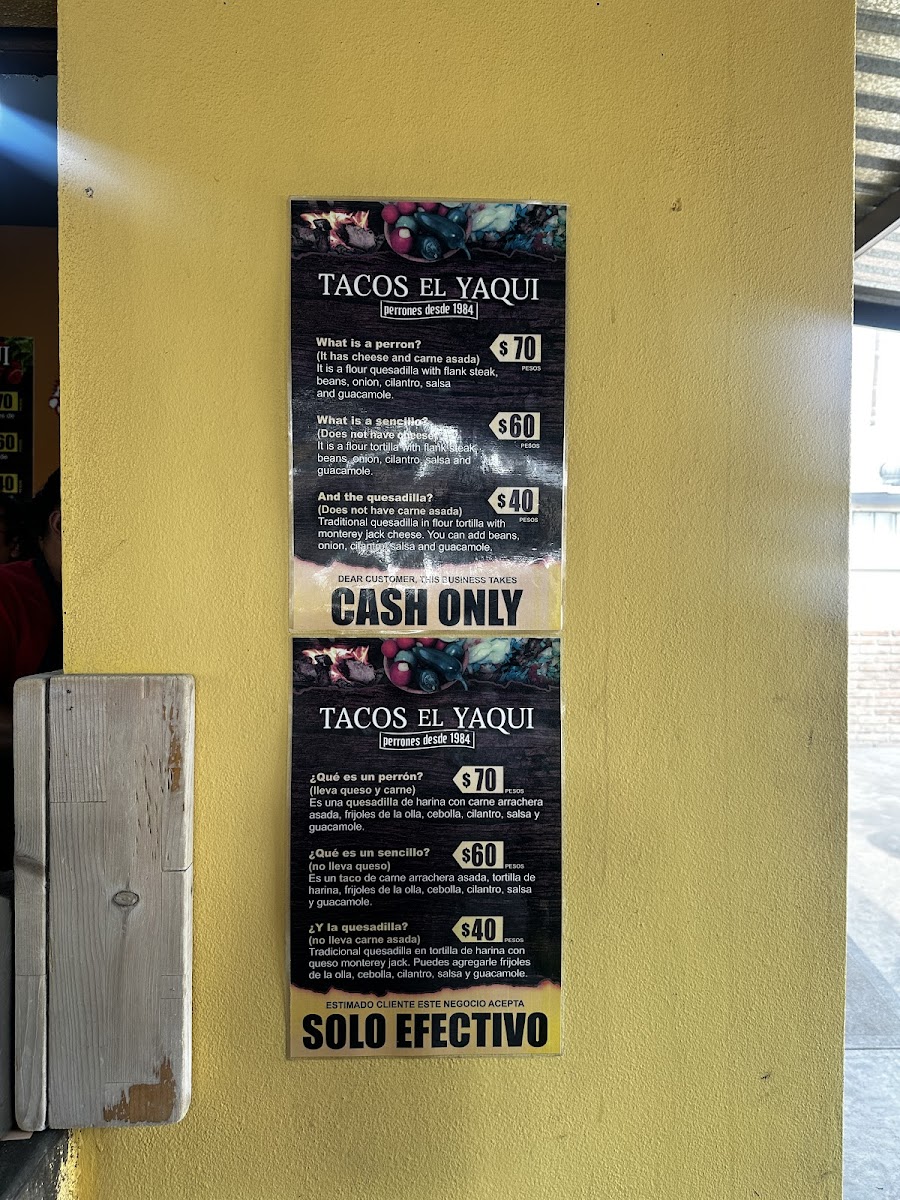 TACOS EL YAQUI
perrones desde 1984
What is a perron?
(It has cheese and carne asada)
$70
PESOS
It is a flour quesadilla with flank steak,
beans, onion, cilantro, salsa
and guacamole.
What is a sencillo?
(Does not have cheese)
$60
PESOS
It is a flour tortilla with flank steak,
beans, onion, cilantro, salsa and
guacamole.
And the quesadilla?
(Does not have carne asada)
$40
PESOS
Traditional quesadilla in flour tortilla with
monterey jack cheese. You can add beans,
onion, cilantro, salsa and guacamole.
DEAR CUSTOMER, THIS BUSINESS TAKES
CASH ONLY
TACOS EL YAQUI
perrones desde 1984
¿Qué es un perrón?
(lleva queso y carne)
$70
PESOS
Es una quesadilla de harina con carne arrachera
asada, frijoles de la olla, cebolla, cilantro, salsa y
guacamole.
¿Qué es un sencillo?
(no lleva queso)
$60
PESOS
Es un taco de carne arrachera asada, tortilla de
harina, frijoles de la olla, cebolla, cilantro, salsa
y guacamole.
¿Y la quesadilla?
(no lleva carne asada)
$40
PESOS
Tradicional quesadilla en tortilla de harina con
queso monterey jack. Puedes agregarle frijoles
de la olla, cebolla, cilantro, salsa y guacamole.
ESTIMADO CLIENTE ESTE NEGOCIO ACEPTA
SOLO EFECTIVO